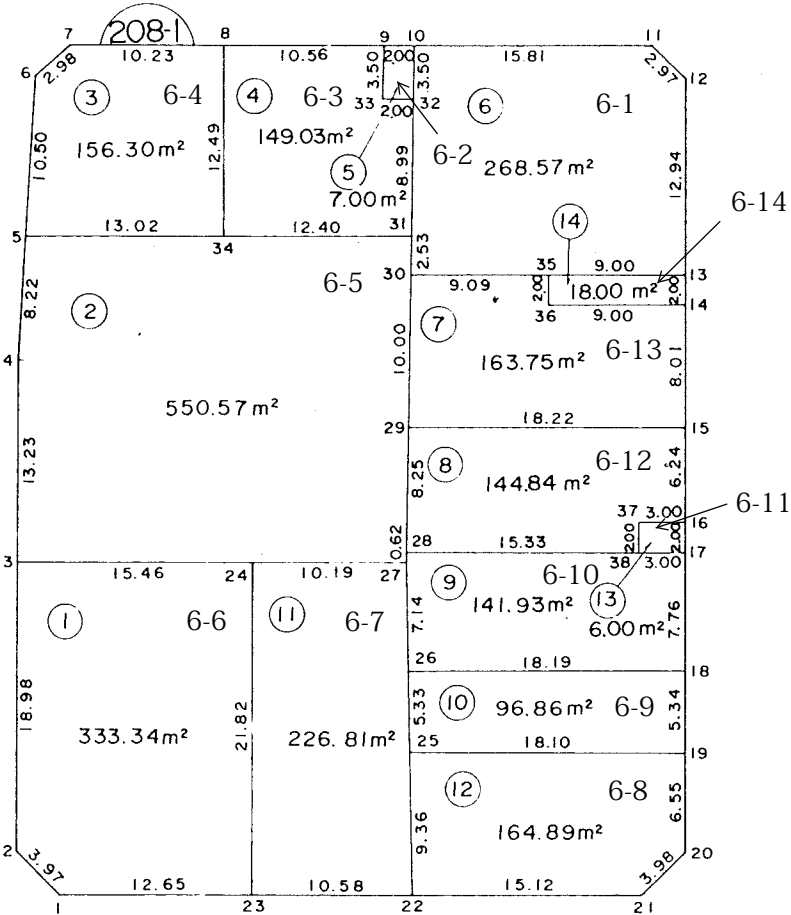 208-1
7 10.23 8 10.56 9 2.00 10 15.81 11
6 2.98 2.97 12
3 6-4 4 6-3 3.50 3.50 6 6-1
33 2.00 32
156.30m² 149.03m² 6-2 268.57m²
10.50 12.49 5 8.99 12.94
7.00m² 14 6-14
5 13.02 34 12.40 31
2.53
6-5 30 9.09 35 9.00 13
2.00 18.00 m² 2.00
36 9.00 14
8.22 2 7 6-13
4 10.00 163.75m² 8.01
550.57m²
13.23 29 18.22 15
8 6-12 6.24
8.25 144.84 m²
37 3.00 16 6-11
2.00 2.00
0.62 28 15.33 38 3.00 17
3 15.46 24 10.19 27
9 6-10 13
1 6-6 11 6-7 7.14 141.93m² 6.00m² 7.76
26 18.19 18
18.98 21.82 5.33 10 96.86m² 6-9 5.34
333.34m² 226.81m²
25 18.10 19
12 6-8 6.55
9.36 164.89m²
2 3.97 3.98 20
1 12.65 23 10.58 22 15.12 21